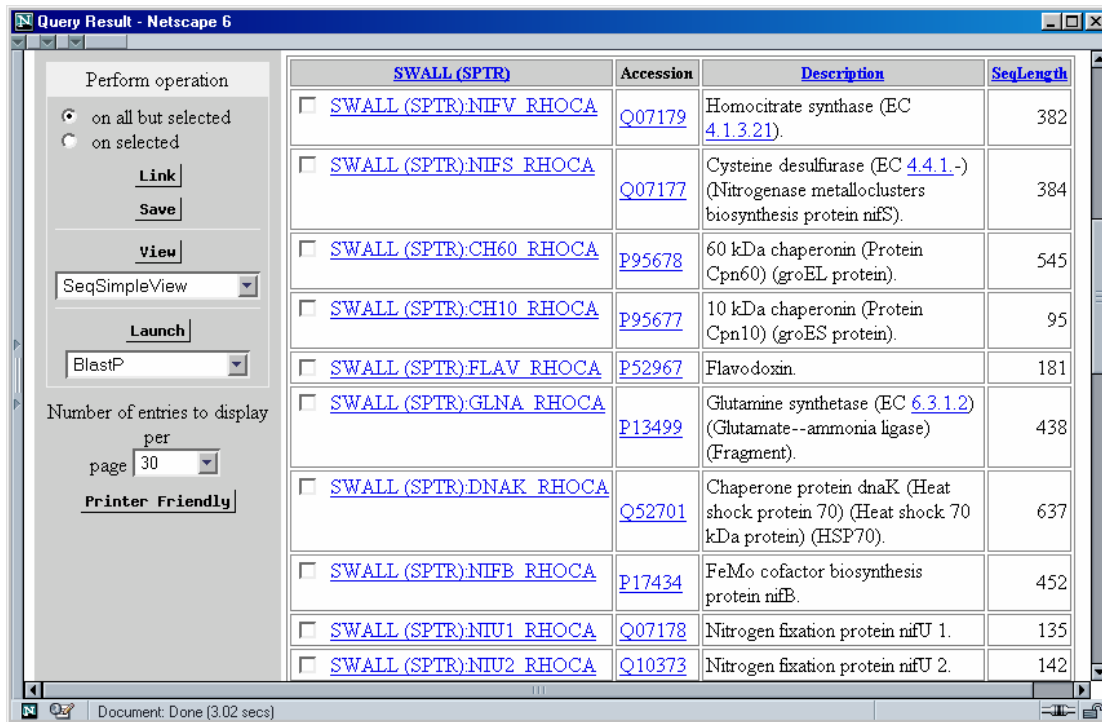 Query Result - Netscape 6
Perform operation
on all but selected
on selected
Link
Save
View
SeqSimpleView
Launch
BlastP
Number of entries to display
per
page 30
Printer Friendly
SWALL (SPTR) Accession Description SeqLength
SWALL (SPTR):NIFV_RHOCA Q07179 Homocitrate synthase (EC 382
4.1.3.21).
SWALL (SPTR):NIFS_RHOCA Q07177 Cysteine desulfurase (EC 4.4.1.-) 384
(Nitrogenase metalloclusters
biosynthesis protein nifS).
SWALL (SPTR):CH60_RHOCA P95678 60 kDa chaperonin (Protein 545
Cpn60) (groEL protein).
SWALL (SPTR):CH10_RHOCA P95677 10 kDa chaperonin (Protein 95
Cpn10) (groES protein).
SWALL (SPTR):FLAV_RHOCA P52967 Flavodoxin. 181
SWALL (SPTR):GLNA_RHOCA P13499 Glutamine synthetase (EC 6.3.1.2) 438
(Glutamate--ammonia ligase)
(Fragment).
SWALL (SPTR):DNAK_RHOCA Q52701 Chaperone protein dnaK (Heat 637
shock protein 70) (Heat shock 70
kDa protein) (HSP70).
SWALL (SPTR):NIFB_RHOCA P17434 FeMo cofactor biosynthesis 452
protein nifB.
SWALL (SPTR):NIU1_RHOCA Q07178 Nitrogen fixation protein nifU 1. 135
SWALL (SPTR):NIU2_RHOCA Q10373 Nitrogen fixation protein nifU 2. 142
Document: Done (3.02 secs)